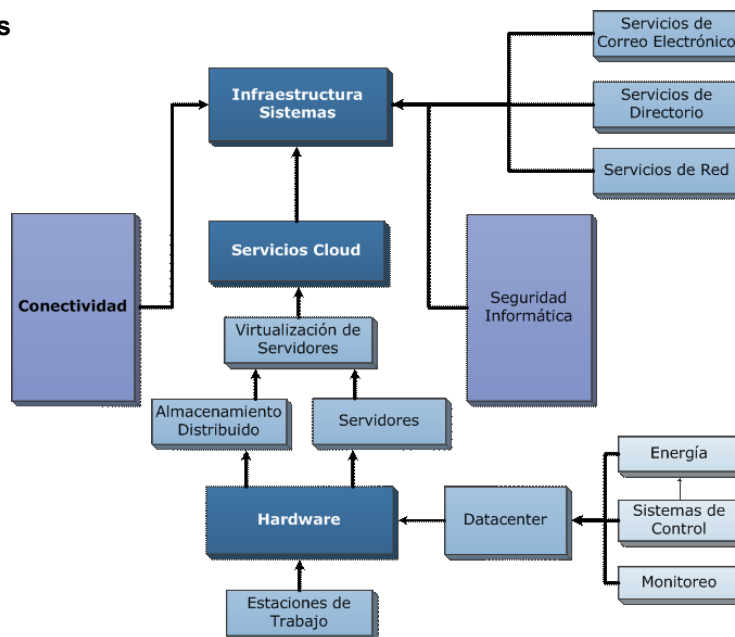 s
Servicios de
Correo Electrónico
Infraestructura
Sistemas
Servicios de
Directorio
Servicios de Red
Conectividad
Servicios Cloud
Seguridad
Informática
Virtualización de
Servidores
Almacenamiento
Distribuido
Servidores
Energía
Hardware
Datacenter
Sistemas de
Control
Monitoreo
Estaciones de
Trabajo